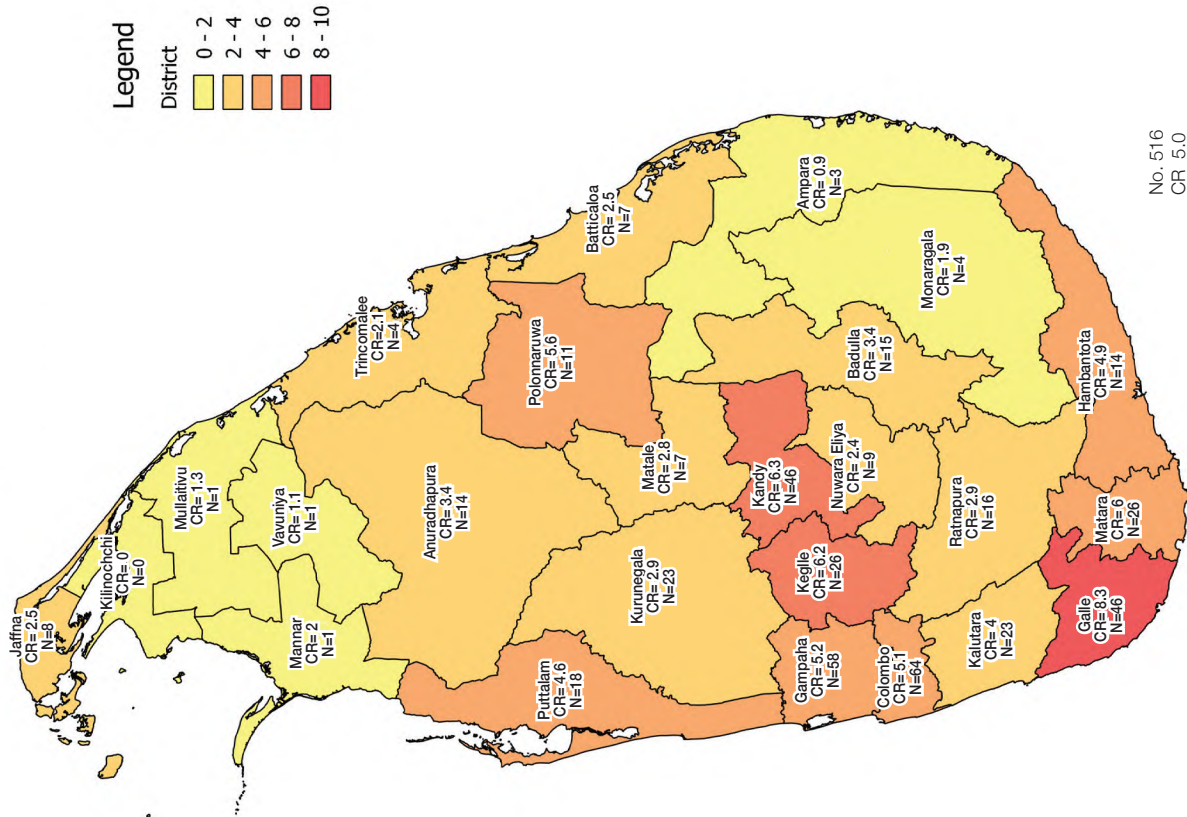 Legend
District
0 - 2
2 - 4
4 - 6
6 - 8
8 - 10
Jaffna
CR= 2.5
N=8
Kilinochchi
CR= 0
N=0
Mullaitivu
CR= 1.3
N=1
Vavuniya
CR= 1.1
N=1
Mannar
CR= 2
N=1
Trincomalee
CR=2.1
N=4
Anuradhapura
CR= 3.4
N=14
Polonnaruwa
CR= 5.6
N=11
Batticaloa
CR= 2.5
N=7
Puttalam
CR= 4.6
N=18
Kurunegala
CR= 2.9
N=23
Matale
CR= 2.8
N=7
Ampara
CR= 0.9
N=3
Kandy
CR= 6.3
N=46
Keglle
CR= 6.2
N=26
Nuwara Eliya
CR= 2.4
N=9
Badulla
CR= 3.4
N=15
Monaragala
CR= 1.9
N=4
Gampaha
CR= 5.2
N=58
Colombo
CR= 5.1
N=64
Kalutara
CR= 4
N=23
Ratnapura
CR= 2.9
N=16
Galle
CR= 8.3
N=46
Matara
CR= 6
N=26
Hambantota
CR= 4.9
N=14
No. 516
CR 5.0